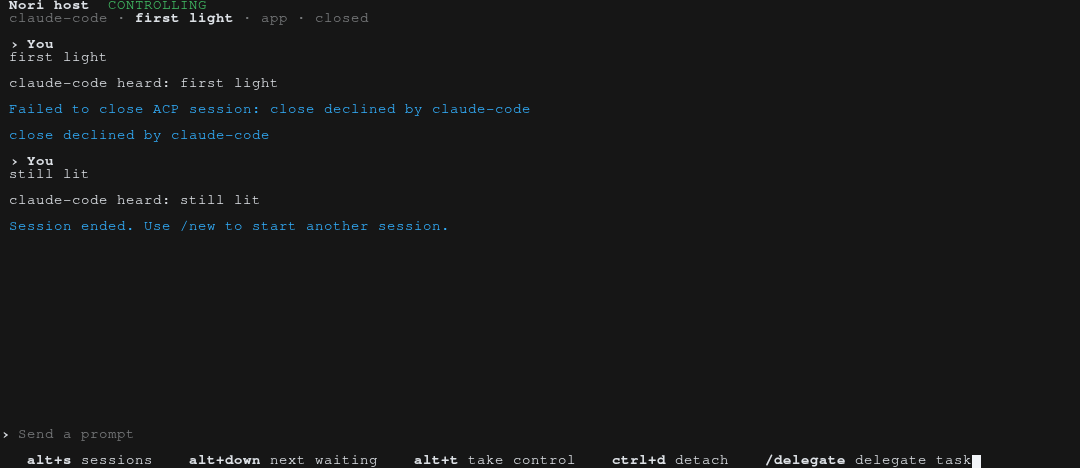 Nori host CONTROLLING
claude-code · first light · app · closed
› You
first light
claude-code heard: first light
Failed to close ACP session: close declined by claude-code
close declined by claude-code
› You
still lit
claude-code heard: still lit
Session ended. Use /new to start another session.
› Send a prompt
alt+s sessions alt+down next waiting alt+t take control ctrl+d detach /delegate delegate task